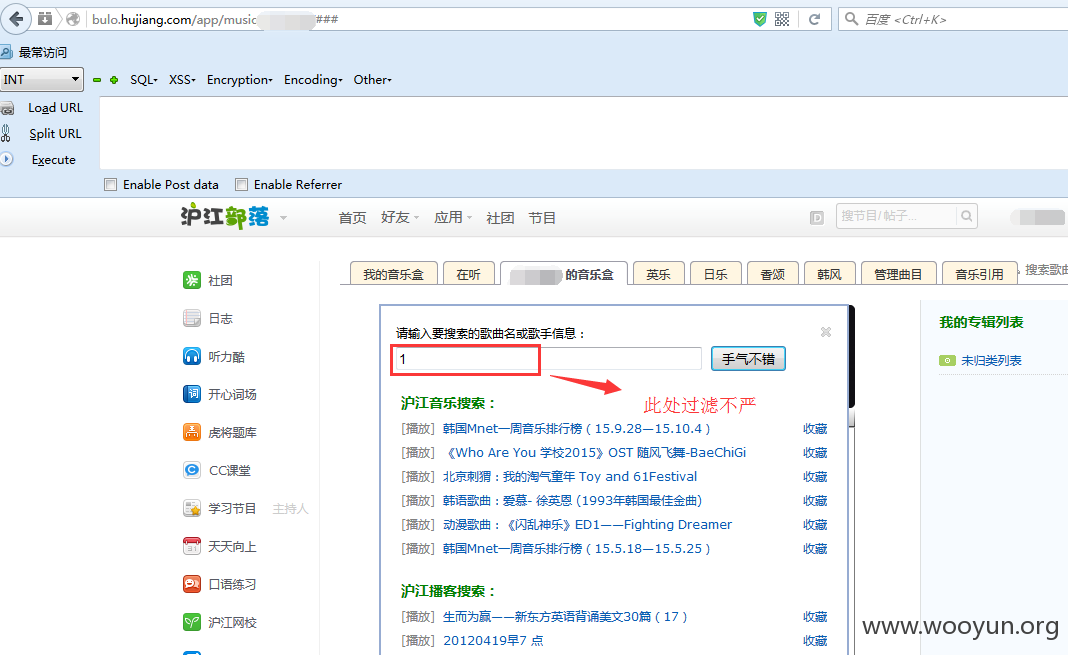 bulo.hujiang.com/app/music ###
百度 <Ctrl+K>
最常访问
INT SQL XSS Encryption Encoding Other
Load URL
Split URL
Execute
Enable Post data Enable Referrer
沪江部落 首页 好友 应用 社团 节目 搜节目/帖子...
我的音乐盒 在听 的音乐盒 英乐 日乐 香颂 韩风 管理曲目 音乐引用 搜索歌曲
社团
日志
听力酷
开心词场
虎将题库
CC课堂
学习节目 主持人
天天向上
口语练习
沪江网校
请输入要搜索的歌曲名或歌手信息：
1 手气不错
此处过滤不严
沪江音乐搜索：
[播放] 韩国Mnet一周音乐排行榜（15.9.28—15.10.4） 收藏
[播放] 《Who Are You 学校2015》OST 随风飞舞-BaeChiGi 收藏
[播放] 北京刺猬：我的淘气童年 Toy and 61Festival 收藏
[播放] 韩语歌曲：爱慕- 徐英恩 (1993年韩国最佳金曲) 收藏
[播放] 动漫歌曲：《闪乱神乐》ED1——Fighting Dreamer 收藏
[播放] 韩国Mnet一周音乐排行榜（15.5.18—15.5.25） 收藏
沪江播客搜索：
[播放] 生而为赢——新东方英语背诵美文30篇（17） 收藏
[播放] 20120419早7 点 收藏
我的专辑列表
未归类列表
www.wooyun.org